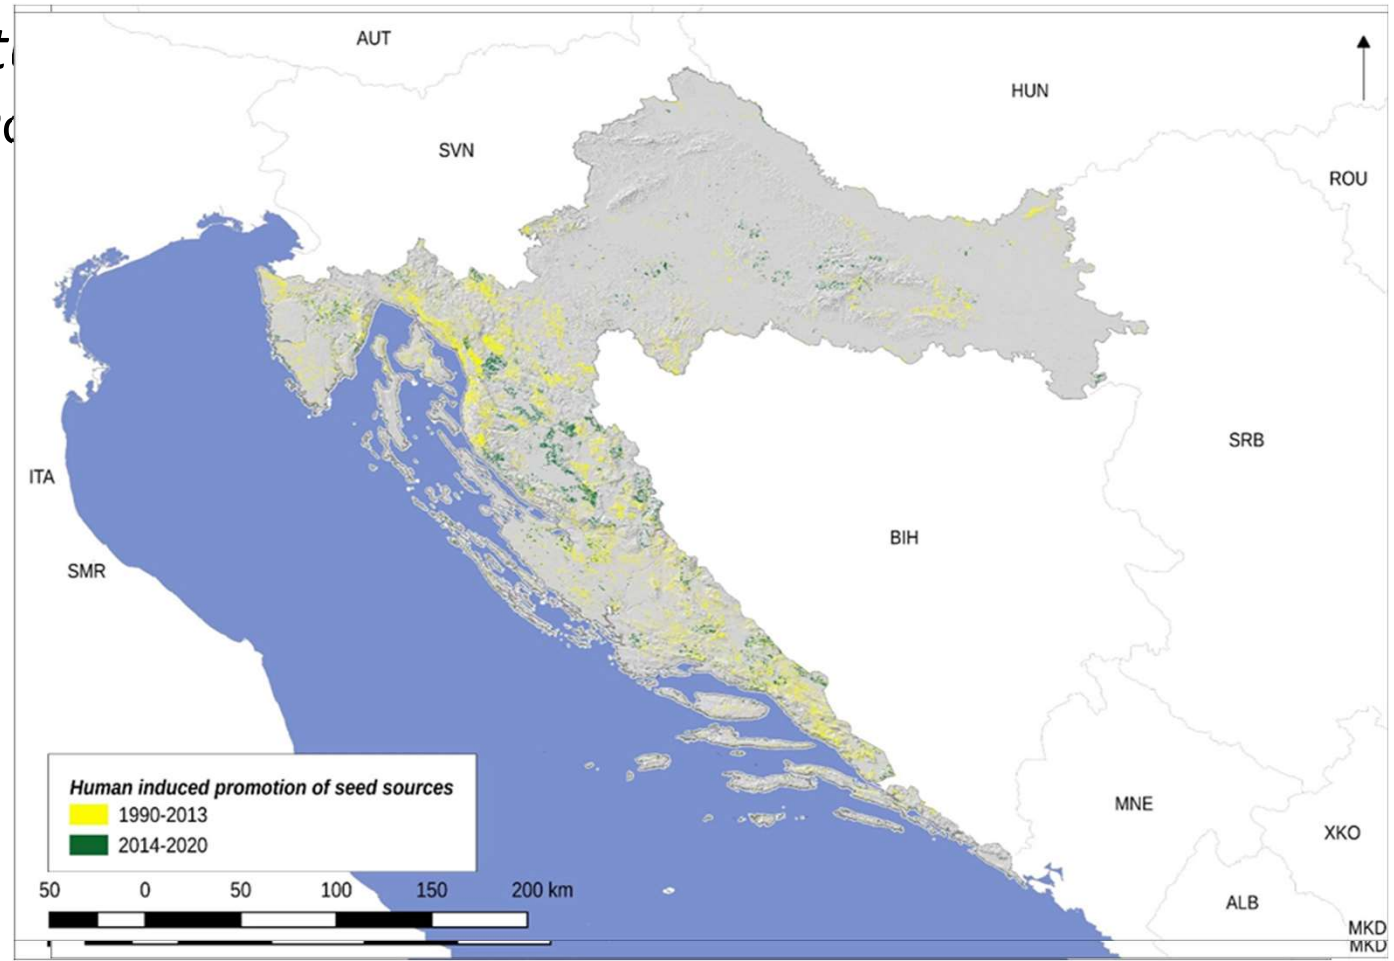 AUT
HUN
SVN
ROU
SRB
ITA
BIH
SMR
Human induced promotion of seed sources
1990-2013
2014-2020
MNE
XKO
50 0 50 100 150 200 km
ALB
MKD
MKD